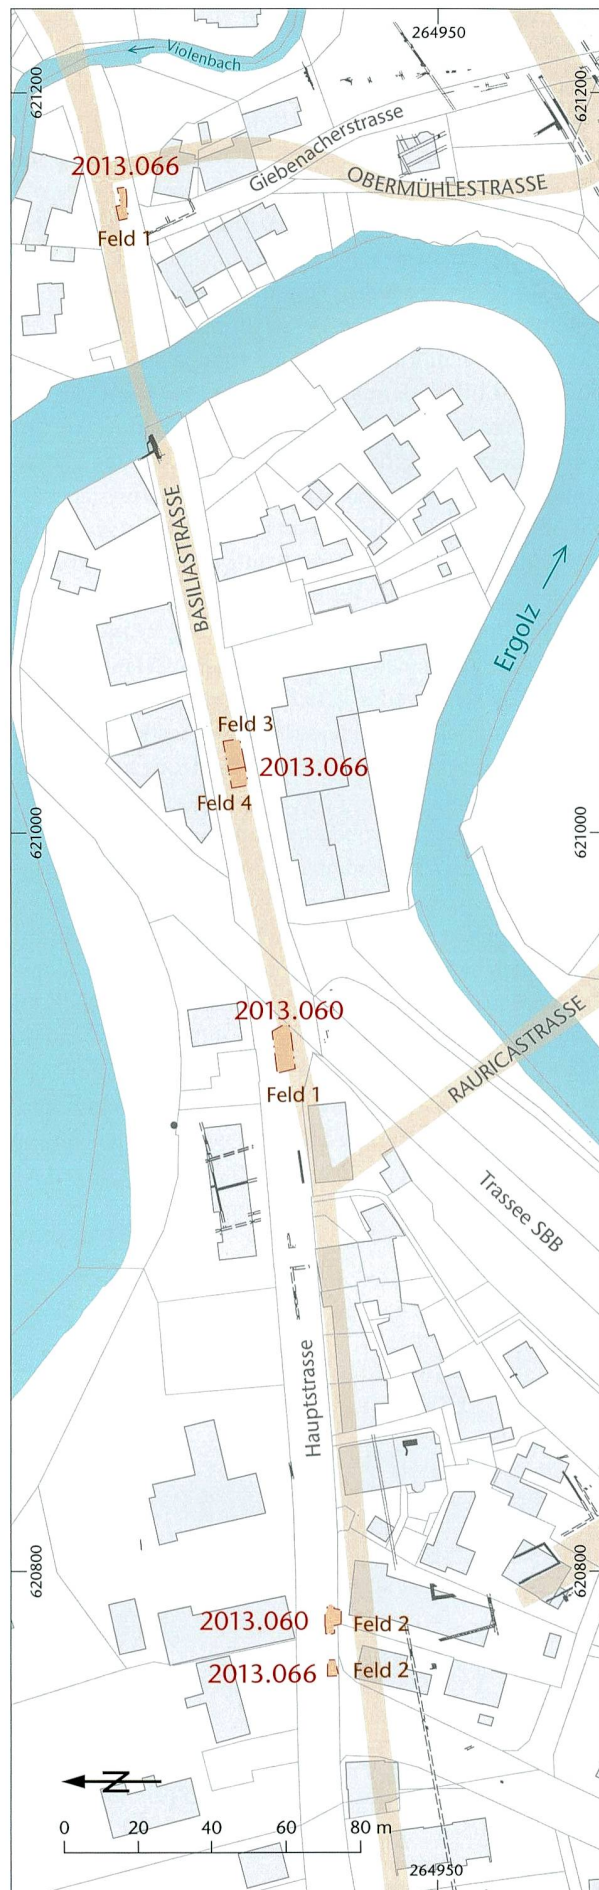 264950
Violenbach
621200
621200
Giebenacherstrasse
2013.066
OBERMÜHLESTRASSE
Feld 1
BASILIASTRASSE
Ergolz
Feld 3
2013.066
Feld 4
621000
621000
2013.060
RAURICASTRASSE
Feld 1
Trassee SBB
Hauptstrasse
620800
620800
2013.060 Feld 2
2013.066 Feld 2
N
0 20 40 60 80 m
264950